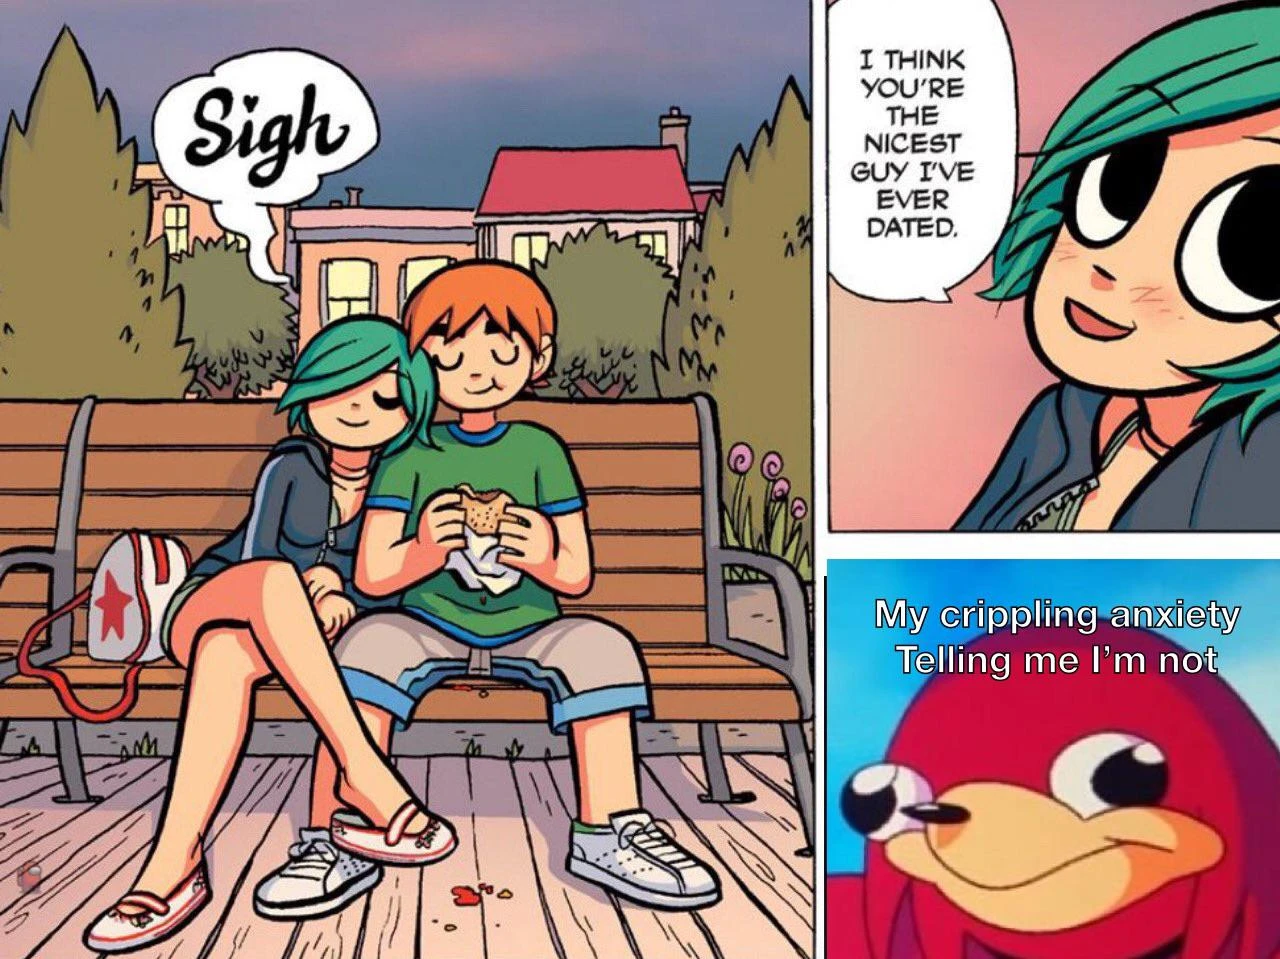 Sigh
I THINK
YOU'RE
THE
NICEST
GUY I'VE
EVER
DATED.
My crippling anxiety
Telling me I'm not